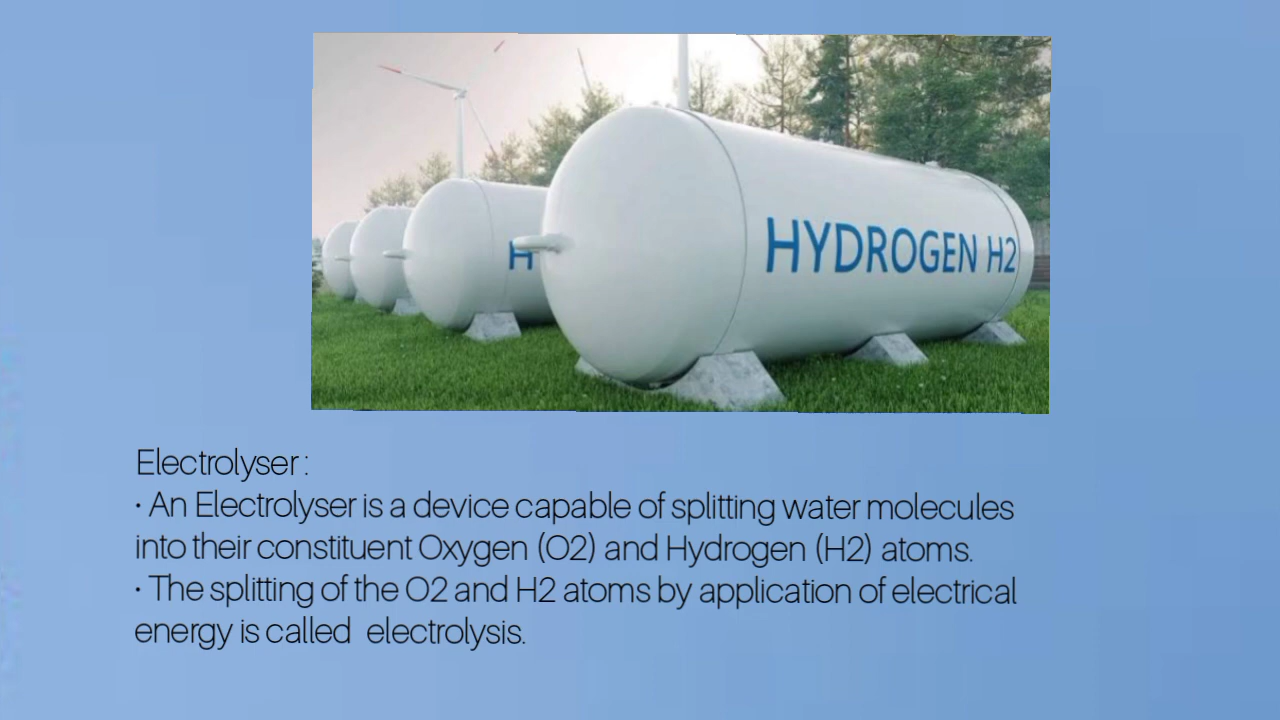 HYDROGEN H2
H
Electrolyser :
• An Electrolyser is a device capable of splitting water molecules
into their constituent Oxygen (O2) and Hydrogen (H2) atoms.
• The splitting of the O2 and H2 atoms by application of electrical
energy is called  electrolysis.